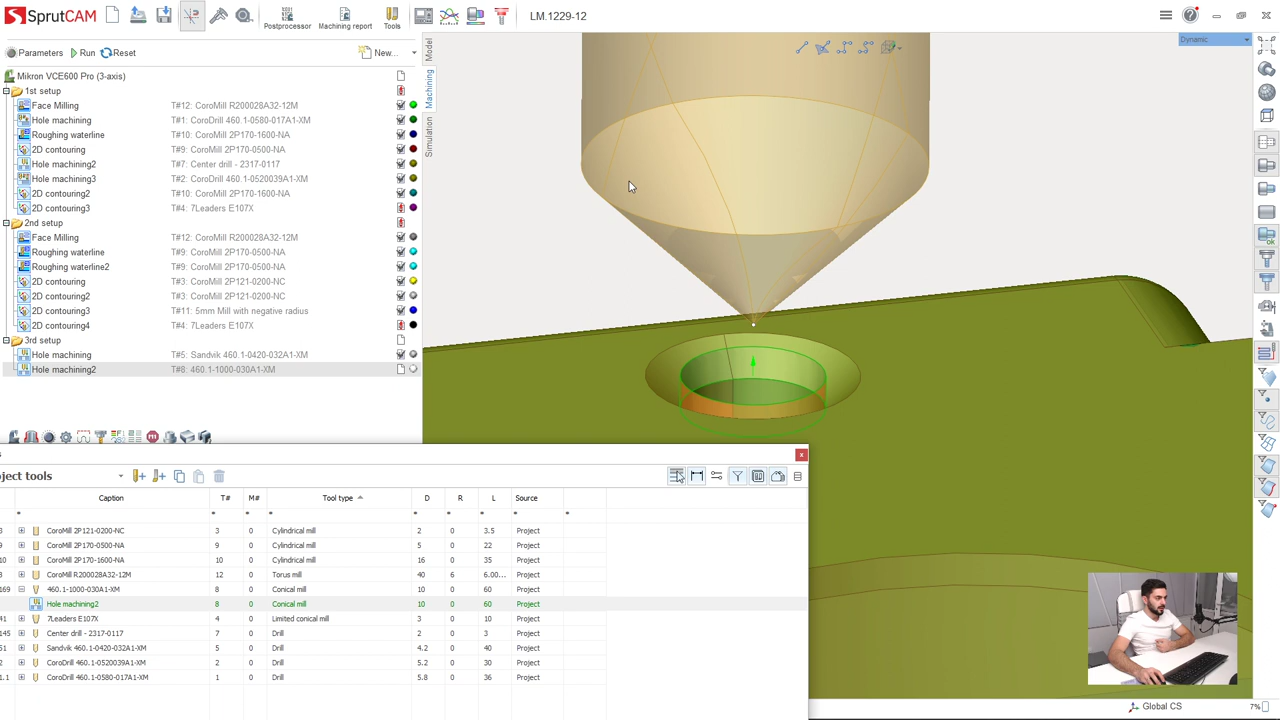 SprutCAM
Postprocessor
Machining report
Tools
LM.1229-12
Parameters
Run
Reset
New...
Dynamic
Model
Machining
Simulation
Mikron VCE600 Pro (3-axis)
1st setup
Face Milling T#12: CoroMill R200028A32-12M
Hole machining T#1: CoroDrill 460.1-0580-017A1-XM
Roughing waterline T#10: CoroMill 2P170-1600-NA
2D contouring T#9: CoroMill 2P170-0500-NA
Hole machining2 T#7: Center drill - 2317-0117
Hole machining3 T#2: CoroDrill 460.1-0520039A1-XM
2D contouring2 T#10: CoroMill 2P170-1600-NA
2D contouring3 T#4: 7Leaders E107X
2nd setup
Face Milling T#12: CoroMill R200028A32-12M
Roughing waterline T#9: CoroMill 2P170-0500-NA
Roughing waterline2 T#9: CoroMill 2P170-0500-NA
2D contouring T#3: CoroMill 2P121-0200-NC
2D contouring2 T#3: CoroMill 2P121-0200-NC
2D contouring3 T#11: 5mm Mill with negative radius
2D contouring4 T#4: 7Leaders E107X
3rd setup
Hole machining T#5: Sandvik 460.1-0420-032A1-XM
Hole machining2 T#8: 460.1-1000-030A1-XM
s
oject tools
Caption T# M# Tool type D R L Source
3 CoroMill 2P121-0200-NC 3 0 Cylindrical mill 2 0 3.5 Project
9 CoroMill 2P170-0500-NA 9 0 Cylindrical mill 5 0 22 Project
10 CoroMill 2P170-1600-NA 10 0 Cylindrical mill 16 0 35 Project
8 CoroMill R200028A32-12M 12 0 Torus mill 40 6 6.00... Project
169 460.1-1000-030A1-XM 8 0 Conical mill 10 0 60 Project
Hole machining2 8 0 Conical mill 10 0 60 Project
41 7Leaders E107X 4 0 Limited conical mill 3 0 10 Project
145 Center drill - 2317-0117 7 0 Drill 2 0 3 Project
8 Sandvik 460.1-0420-032A1-XM 5 0 Drill 4.2 0 40 Project
3 CoroDrill 460.1-0520039A1-XM 2 0 Drill 5.2 0 30 Project
1.1 CoroDrill 460.1-0580-017A1-XM 1 0 Drill 5.8 0 36 Project
Global CS
7%